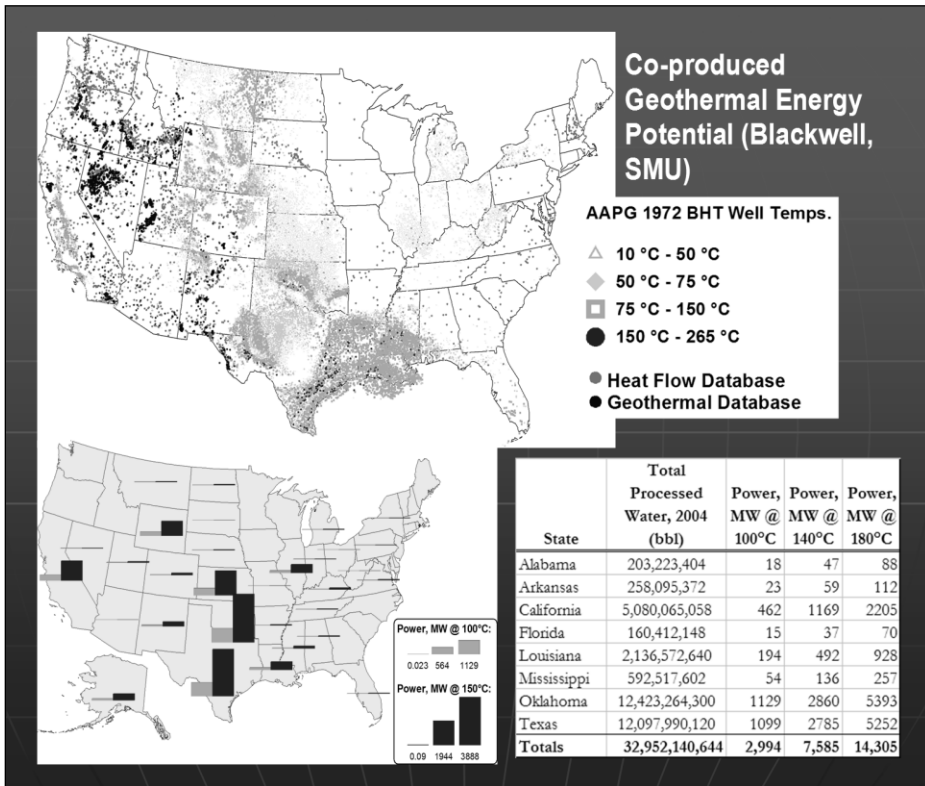 Co-produced
Geothermal Energy
Potential (Blackwell,
SMU)
AAPG 1972 BHT Well Temps.
10 °C - 50 °C
50 °C - 75 °C
75 °C - 150 °C
150 °C - 265 °C
Heat Flow Database
Geothermal Database
Power, MW @ 100°C:
0.023 564 1129
Power, MW @ 150°C:
0.09 1944 3888
State Total Processed Water, 2004 (bbl) Power, MW @ 100°C Power, MW @ 140°C Power, MW @ 180°C
Alabama 203,223,404 18 47 88
Arkansas 258,095,372 23 59 112
California 5,080,065,058 462 1169 2205
Florida 160,412,148 15 37 70
Louisiana 2,136,572,640 194 492 928
Mississippi 592,517,602 54 136 257
Oklahoma 12,423,264,300 1129 2860 5393
Texas 12,097,990,120 1099 2785 5252
Totals 32,952,140,644 2,994 7,585 14,305